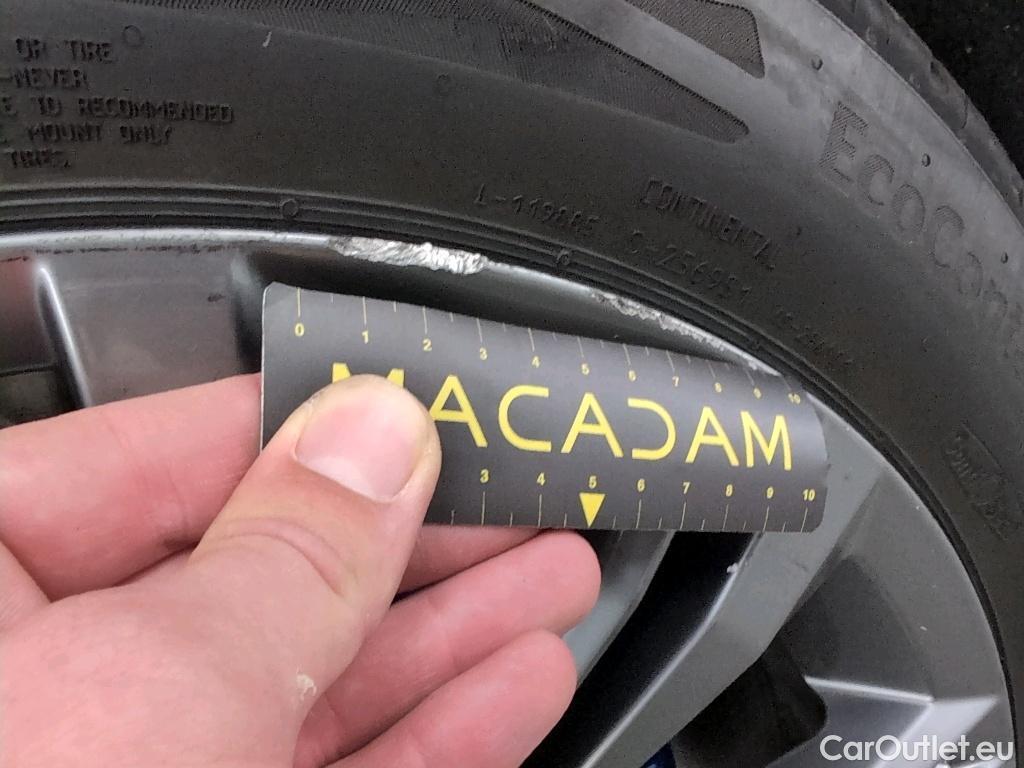 OR TIRE
NEVER
TO RECOMMENDED
MOUNT ONLY
TIRES.
CONTINENTAL
EcoCont
0 1 2 3 4 5 6 7 8 9 10
MACADAM
3 4 5 6 7 8 9 10
CarOutlet.eu